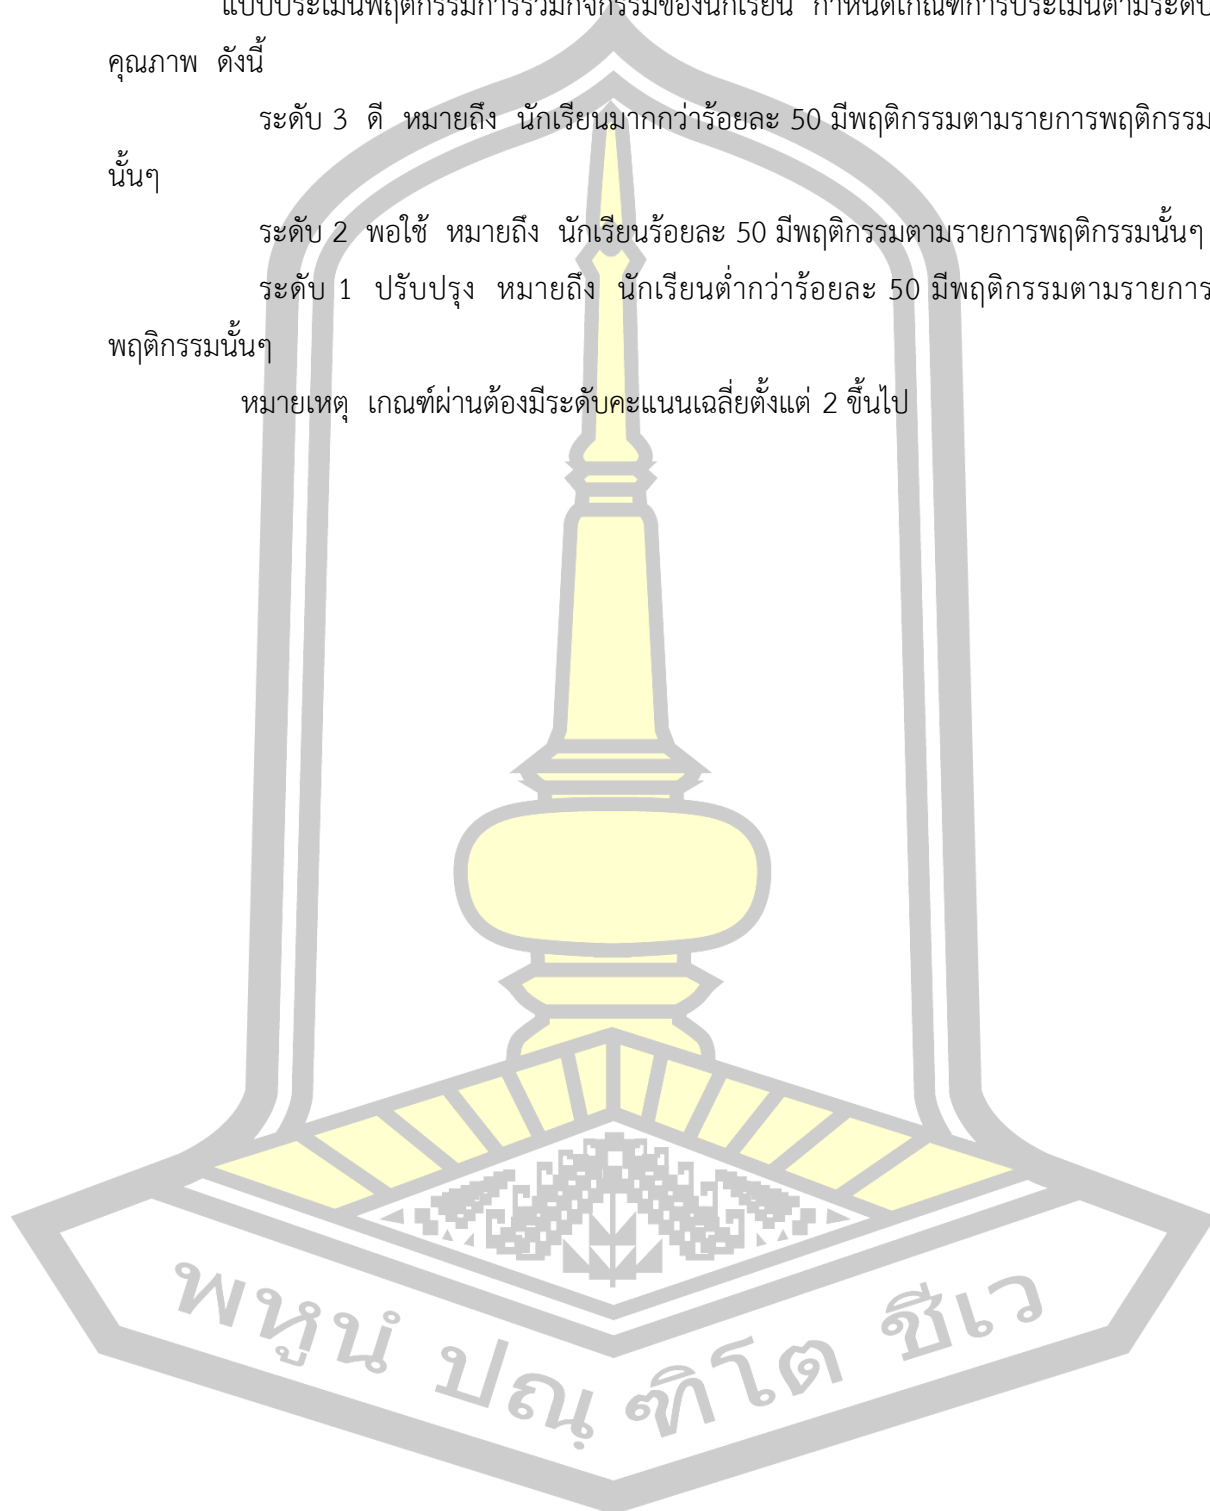 แบบประเมินพฤติกรรมการร่วมกิจกรรมของนักเรียน กำหนดเกณฑ์การประเมินตามระดับ
คุณภาพ ดังนี้
ระดับ 3 ดี หมายถึง นักเรียนมากกว่าร้อยละ 50 มีพฤติกรรมตามรายการพฤติกรรม
นั้นๆ
ระดับ 2 พอใช้ หมายถึง นักเรียนร้อยละ 50 มีพฤติกรรมตามรายการพฤติกรรมนั้นๆ
ระดับ 1 ปรับปรุง หมายถึง นักเรียนต่ำกว่าร้อยละ 50 มีพฤติกรรมตามรายการ
พฤติกรรมนั้นๆ
หมายเหตุ เกณฑ์ผ่านต้องมีระดับคะแนนเฉลี่ยตั้งแต่ 2 ขึ้นไป
พหูนํ ปณฺ ฑิโต ชีเว